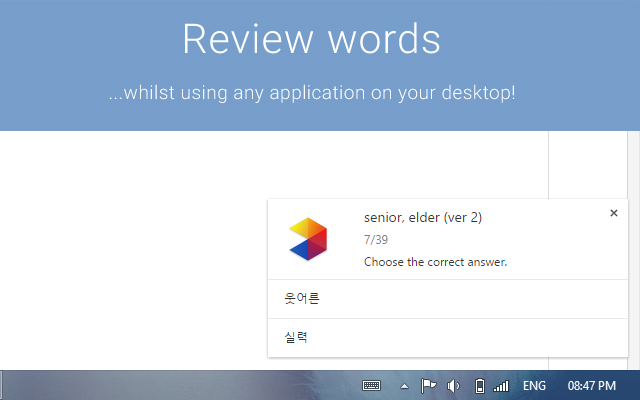 Review words
...whilst using any application on your desktop!
senior, elder (ver 2)
7/39
Choose the correct answer.
웃어른
실력
ENG
08:47 PM